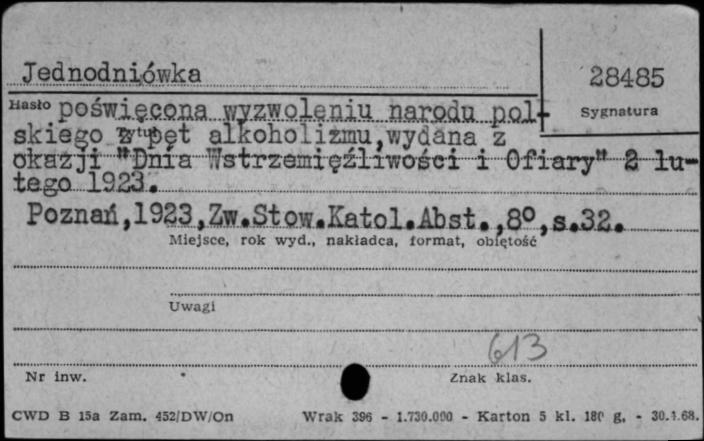 Jednodniówka
28485
Hasło
Sygnatura
poświęcona wyzwoleniu narodu pol-
skiego z pęt alkoholizmu,wydana z
Tytuł
okazji "Dnia Wstrzemięźliwości i Ofiary" 2 lu-
tego 1923.
Poznań,1923,Zw.Stow.Katol.Abst.,8º,s.32.
Miejsce, rok wyd., nakładca, format, objętość
Uwagi
613
Nr inw.
Znak klas.
CWD B 15a Zam. 452/DW/On Wrak 396 - 1.730.000 - Karton 5 kl. 180 g. - 30.1.68.